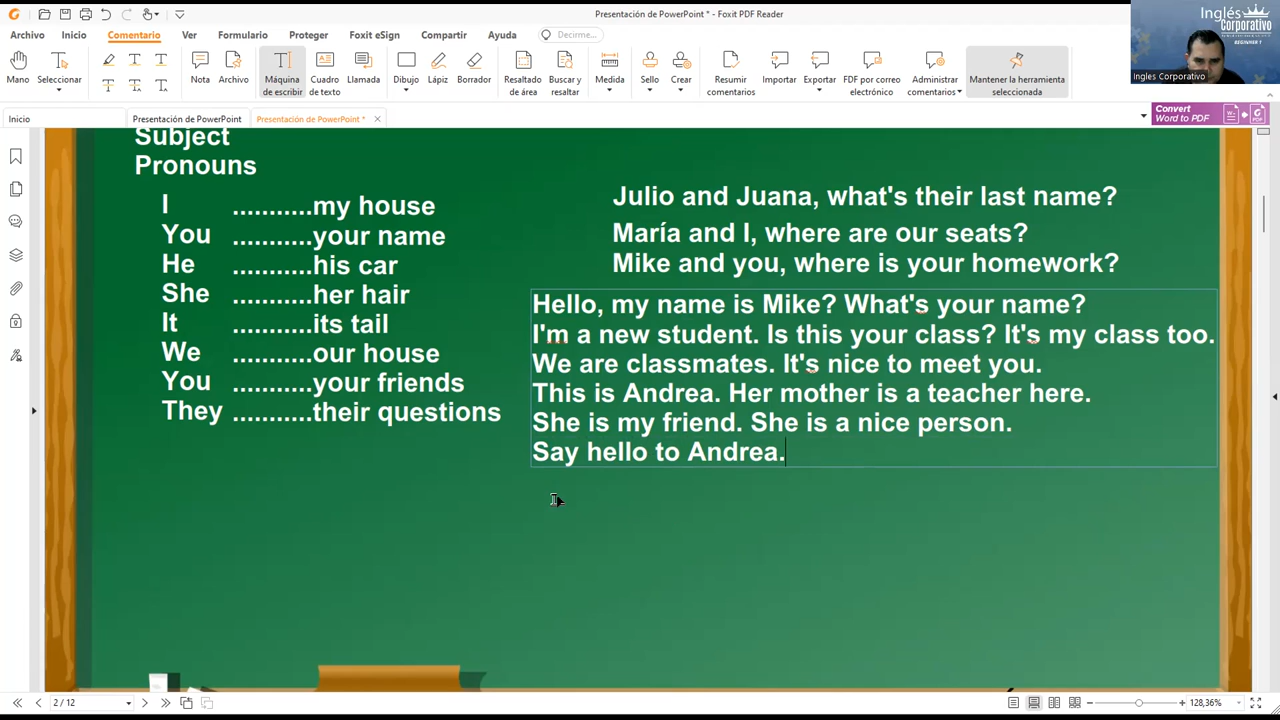 Presentación de PowerPoint * - Foxit PDF Reader
Archivo Inicio Comentario Ver Formulario Proteger Foxit eSign Compartir Ayuda Decirme...
Mano Seleccionar Nota Archivo Máquina de escribir Cuadro de texto Llamada Dibujo Lápiz Borrador Resaltado de área Buscar y resaltar Medida Sello Crear Resumir comentarios Importar Exportar FDF por correo electrónico Administrar comentarios Mantener la herramienta seleccionada
Inglés
Corporativo
BEGINNER 1
Ingles Corporativo
Inicio Presentación de PowerPoint Presentación de PowerPoint *
Convert
Word to PDF
Subject
Pronouns
I ...........my house
You ...........your name
He ...........his car
She ...........her hair
It ...........its tail
We ...........our house
You ...........your friends
They ...........their questions
Julio and Juana, what's their last name?
María and I, where are our seats?
Mike and you, where is your homework?
Hello, my name is Mike? What's your name?
I'm a new student. Is this your class? It's my class too.
We are classmates. It's nice to meet you.
This is Andrea. Her mother is a teacher here.
She is my friend. She is a nice person.
Say hello to Andrea.
2 / 12
128,36%